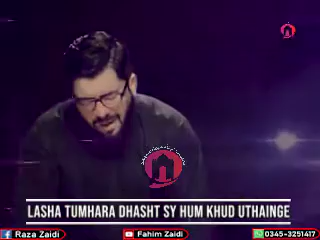 LASHA TUMHARA DHASHT SY HUM KHUD UTHAINGE
Raza Zaidi
Fahim Zaidi
0345-3251417